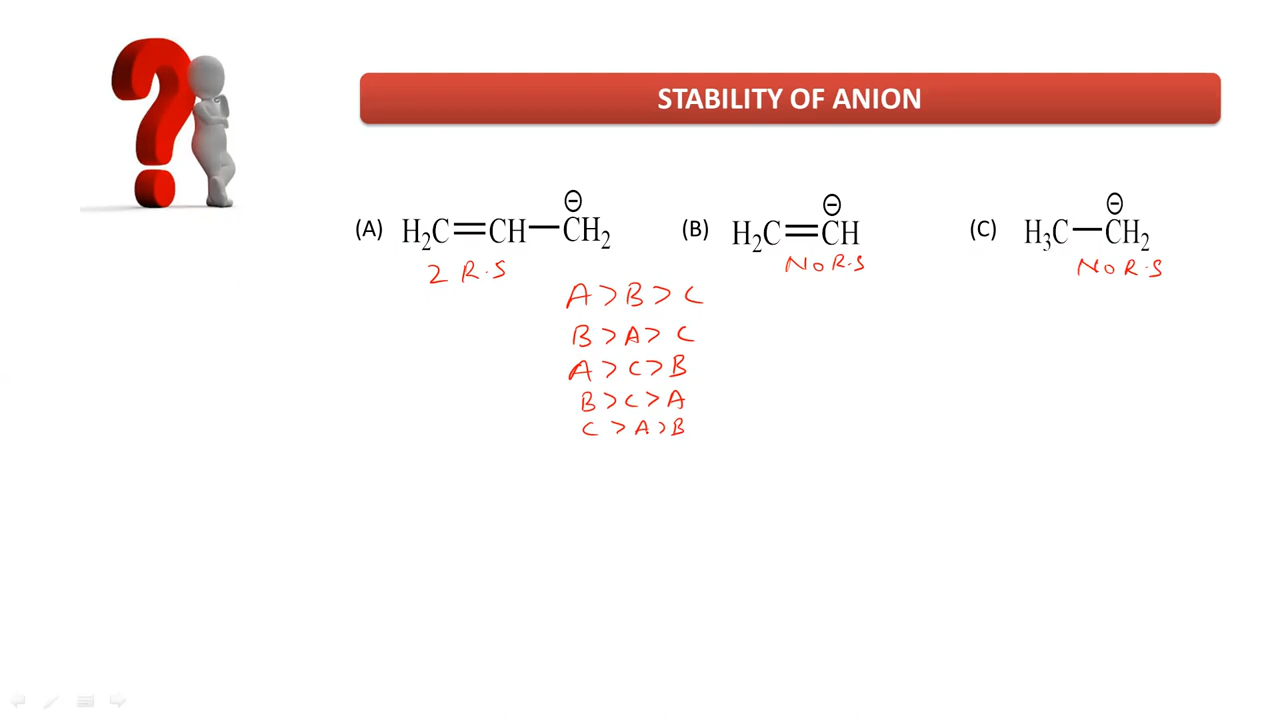 STABILITY OF ANION
(A) H₂C=CH—CH₂⊖ (B) H₂C=CH⊖ (C) H₃C—CH₂⊖
2 R.S NO R.S NO R.S
A > B > C
B > A > C
A > C > B
B > C > A
C > A > B